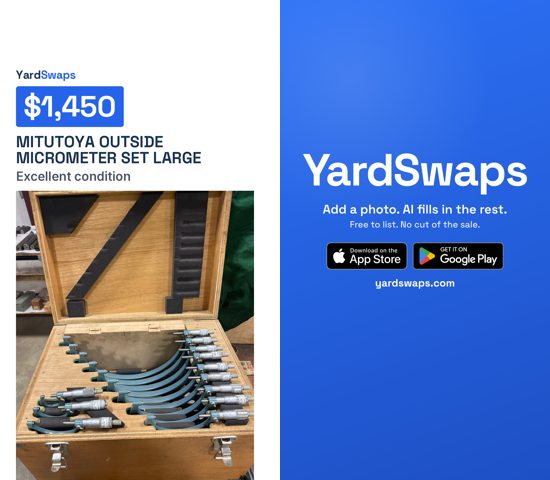 YardSwaps
$1,450
MITUTOYA OUTSIDE
MICROMETER SET LARGE
Excellent condition
YardSwaps
Add a photo. AI fills in the rest.
Free to list. No cut of the sale.
Download on the
App Store
GET IT ON
Google Play
yardswaps.com